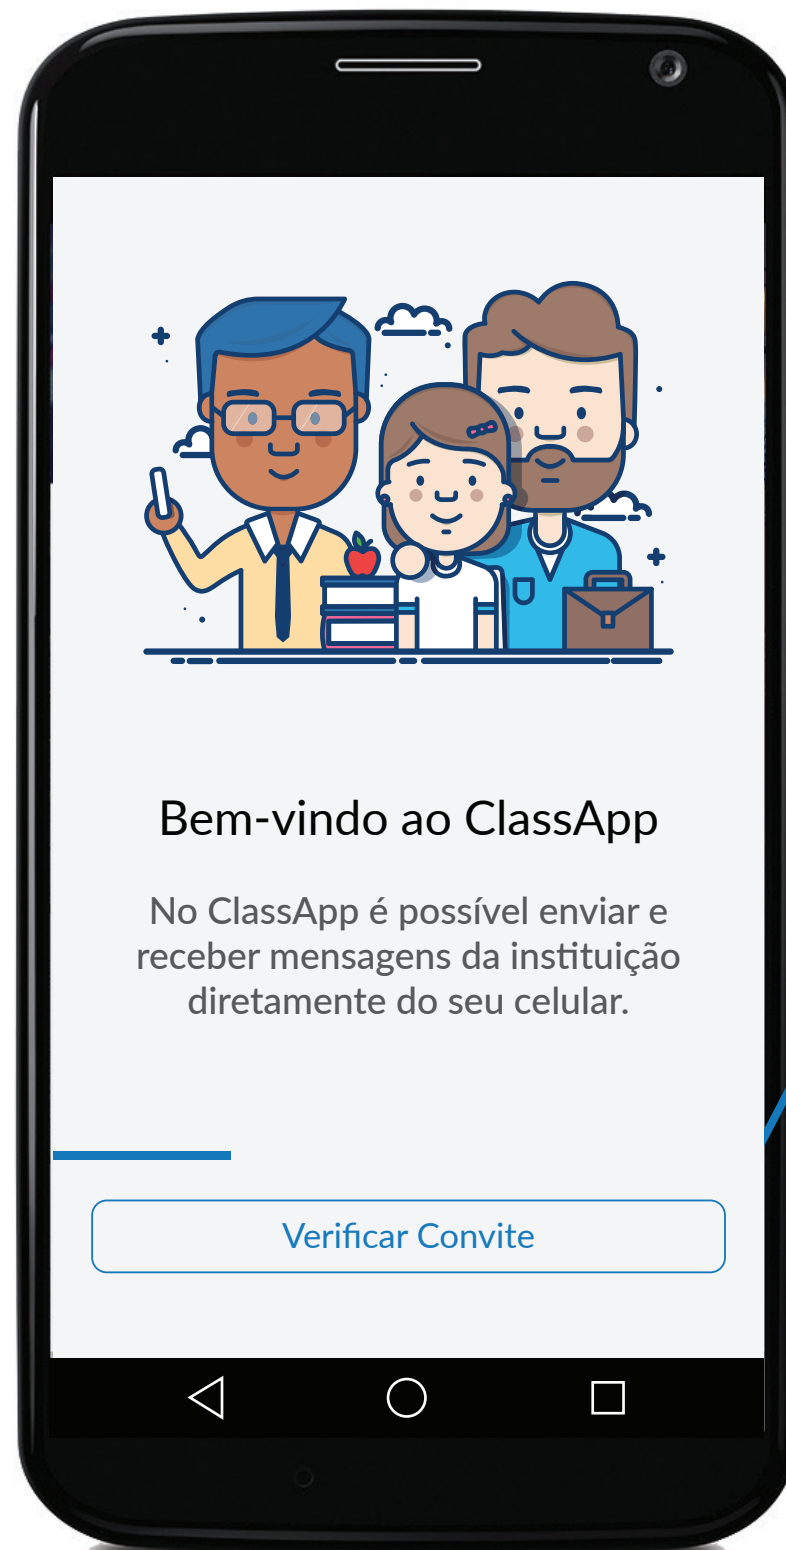 Bem-vindo ao ClassApp
No ClassApp é possível enviar e
receber mensagens da instituição
diretamente do seu celular.
Verificar Convite